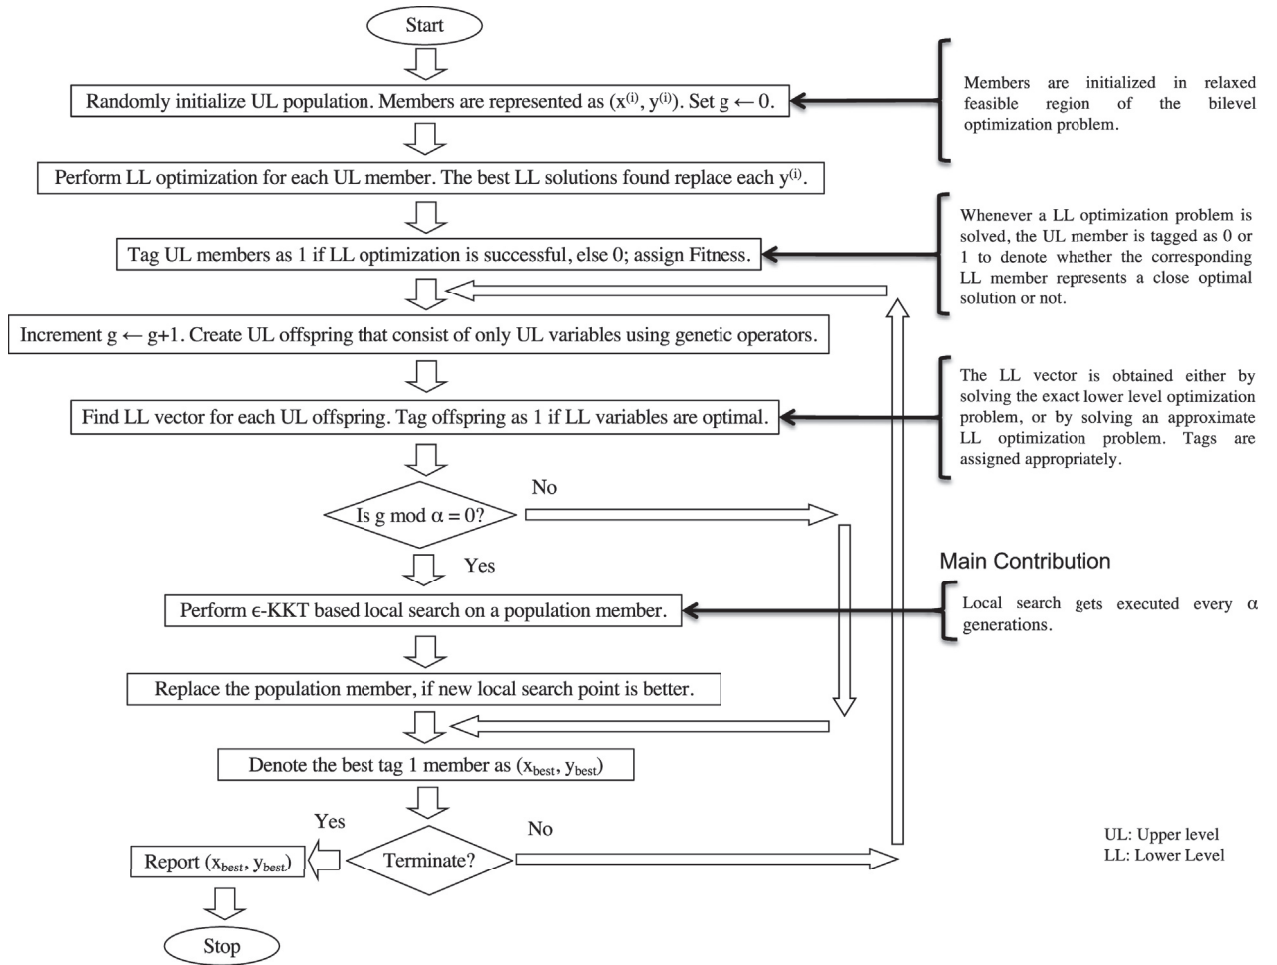 Start
Randomly initialize UL population. Members are represented as (x⁽ⁱ⁾, y⁽ⁱ⁾). Set g ← 0.
Members are initialized in relaxed
feasible region of the bilevel
optimization problem.
Perform LL optimization for each UL member. The best LL solutions found replace each y⁽ⁱ⁾.
Tag UL members as 1 if LL optimization is successful, else 0; assign Fitness.
Whenever a LL optimization problem is
solved, the UL member is tagged as 0 or
1 to denote whether the corresponding
LL member represents a close optimal
solution or not.
Increment g ← g+1. Create UL offspring that consist of only UL variables using genetic operators.
Find LL vector for each UL offspring. Tag offspring as 1 if LL variables are optimal.
The LL vector is obtained either by
solving the exact lower level optimization
problem, or by solving an approximate
LL optimization problem. Tags are
assigned appropriately.
Is g mod α = 0?
No
Yes
Main Contribution
Perform ϵ-KKT based local search on a population member.
Local search gets executed every α
generations.
Replace the population member, if new local search point is better.
Denote the best tag 1 member as (x_best, y_best)
Terminate?
Yes
No
Report (x_best, y_best)
Stop
UL: Upper level
LL: Lower Level